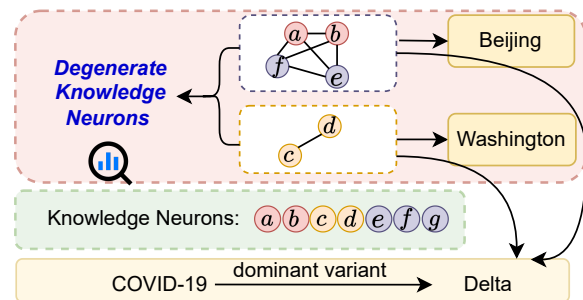 a b
f e
Beijing
Degenerate
Knowledge
Neurons
d
c
Washington
Knowledge Neurons: a b c d e f g
COVID-19 dominant variant Delta